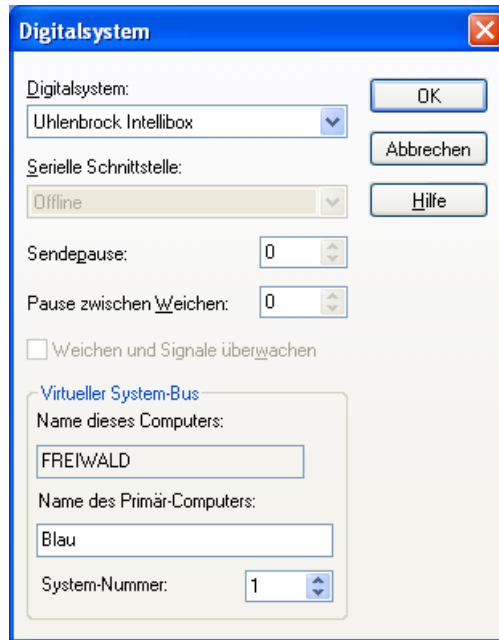 Digitalsystem
Digitalsystem:
OK
Uhlenbrock Intellibox
Abbrechen
Serielle Schnittstelle:
Offline
Hilfe
Sendepause:
0
Pause zwischen Weichen:
0
Weichen und Signale überwachen
Virtueller System-Bus
Name dieses Computers:
FREIWALD
Name des Primär-Computers:
Blau
System-Nummer:
1